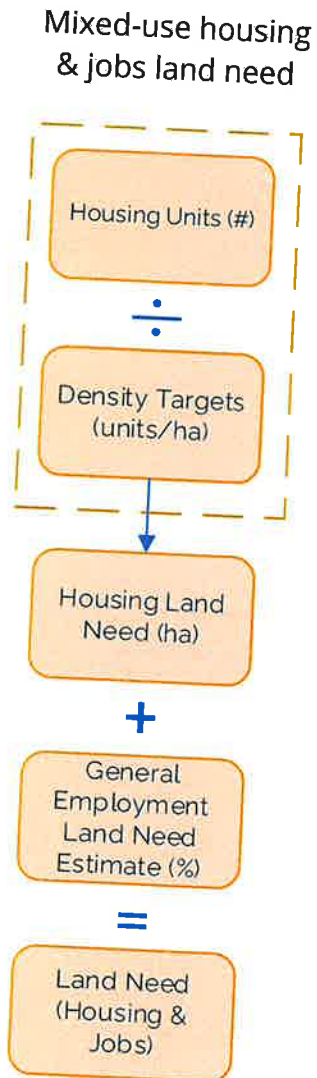 Mixed-use housing
& jobs land need
Housing Units (#)
÷
Density Targets
(units/ha)
Housing Land
Need (ha)
+
General
Employment
Land Need
Estimate (%)
=
Land Need
(Housing &
Jobs)